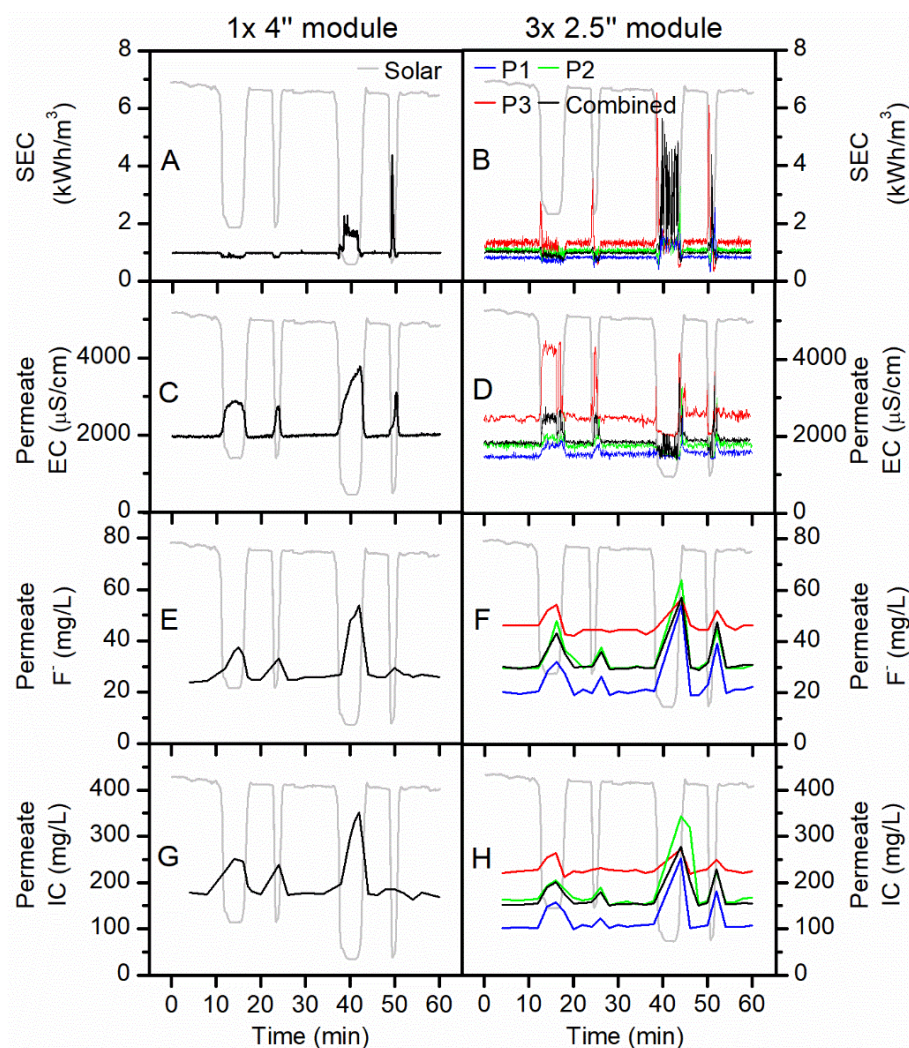 1x 4" module
3x 2.5" module
8
6
4
2
0
SEC
(kWh/m³)
Solar
A
P1
P2
P3
Combined
B
8
6
4
2
0
SEC
(kWh/m³)
4000
2000
0
Permeate
EC (µS/cm)
C
D
4000
2000
0
Permeate
EC (µS/cm)
80
60
40
20
0
Permeate
F⁻ (mg/L)
E
F
80
60
40
20
0
Permeate
F⁻ (mg/L)
400
300
200
100
0
Permeate
IC (mg/L)
G
H
400
300
200
100
0
Permeate
IC (mg/L)
0 10 20 30 40 50 60
0 10 20 30 40 50 60
Time (min)
Time (min)